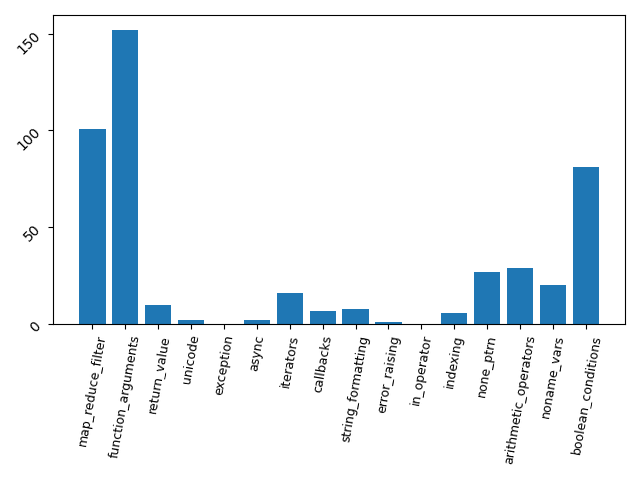 150
100
50
0
map_reduce_filter
function_arguments
return_value
unicode
exception
async
iterators
callbacks
string_formatting
error_raising
in_operator
indexing
none_ptrn
arithmetic_operators
noname_vars
boolean_conditions